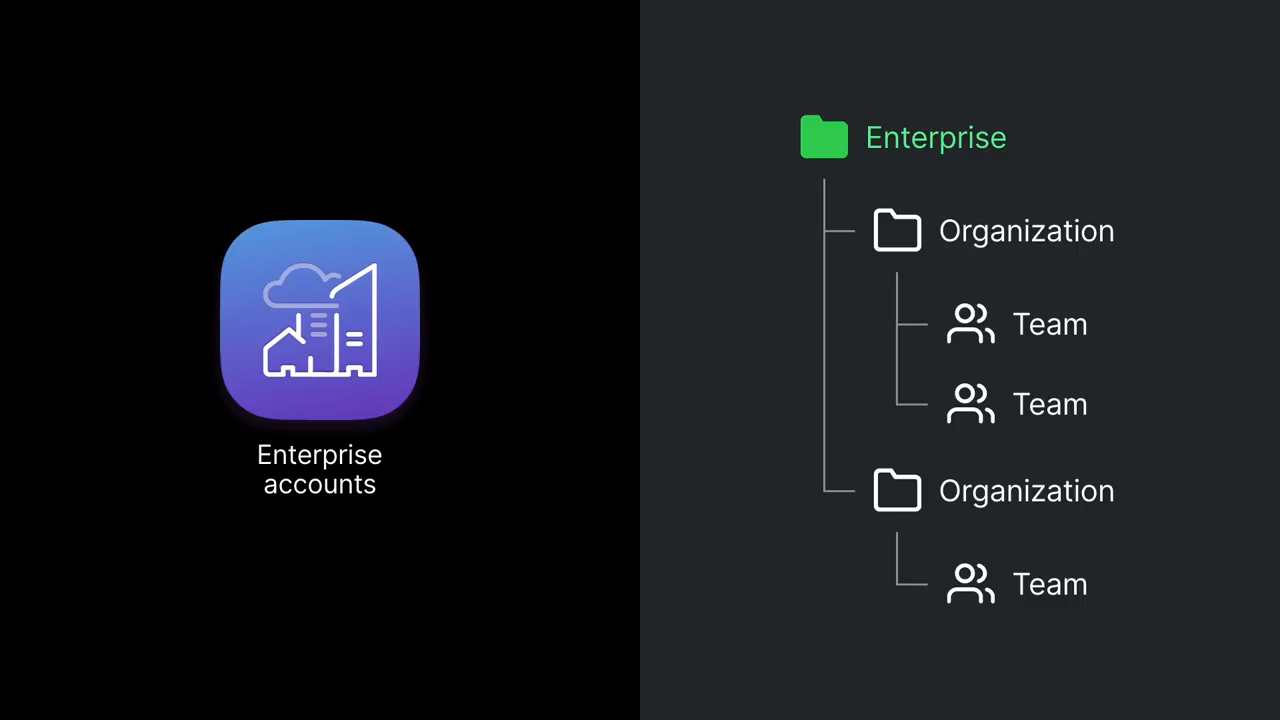 Enterprise
accounts
Enterprise
Organization
Team
Team
Organization
Team